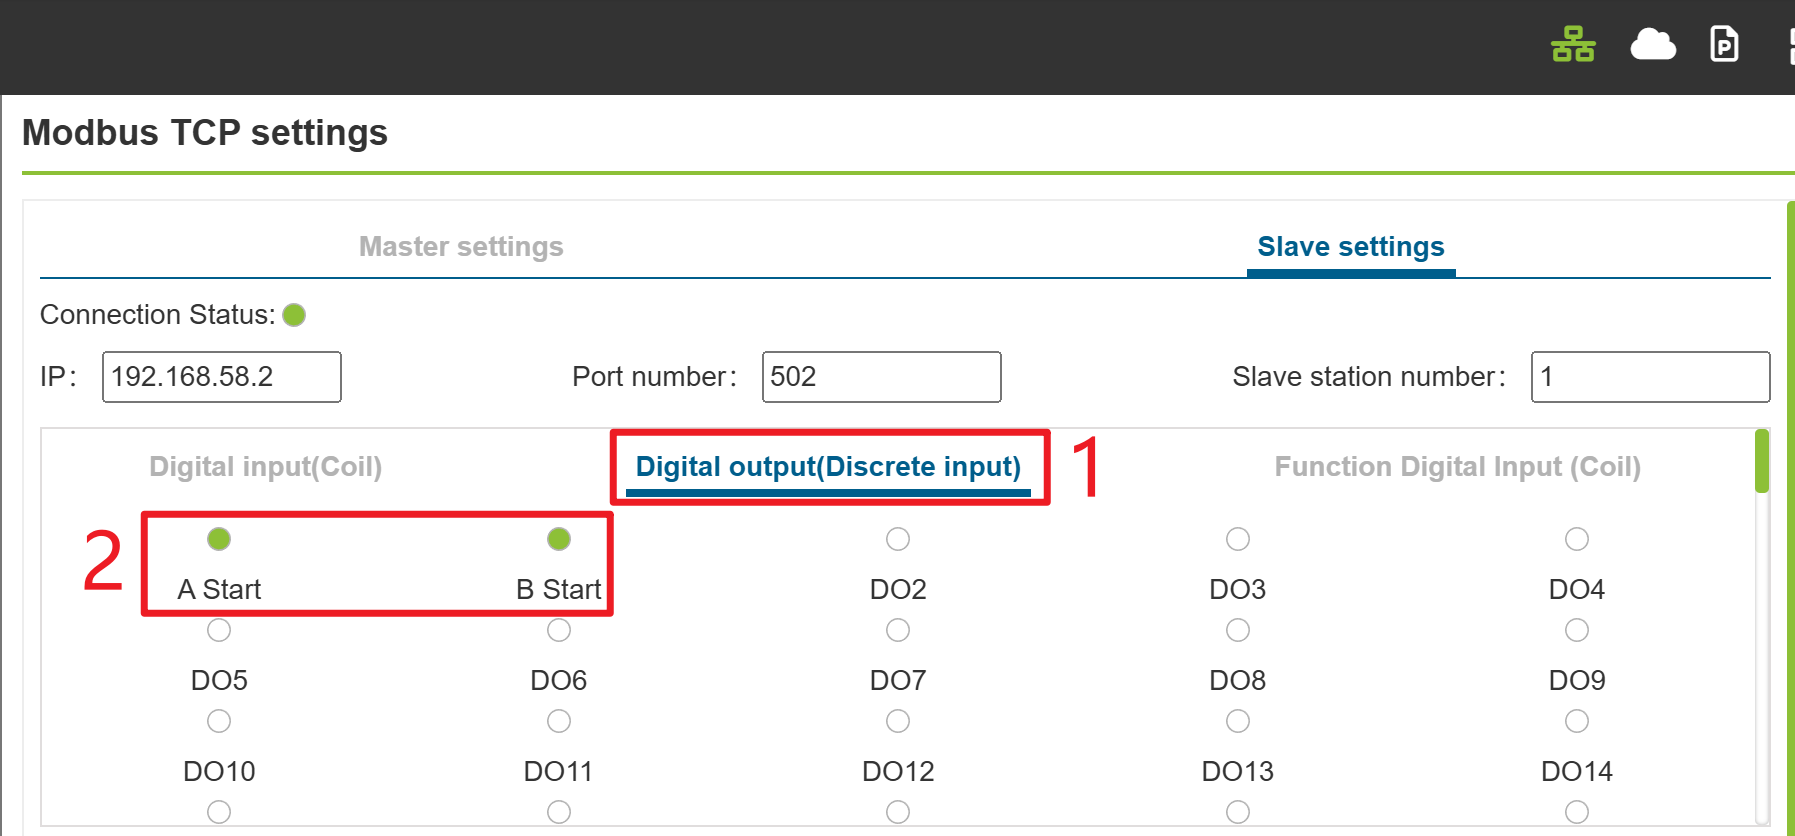 P
Modbus TCP settings
Master settings Slave settings
Connection Status:
IP: 192.168.58.2 Port number: 502 Slave station number: 1
Digital input(Coil) Digital output(Discrete input) 1 Function Digital Input (Coil)
2
A Start B Start DO2 DO3 DO4
DO5 DO6 DO7 DO8 DO9
DO10 DO11 DO12 DO13 DO14